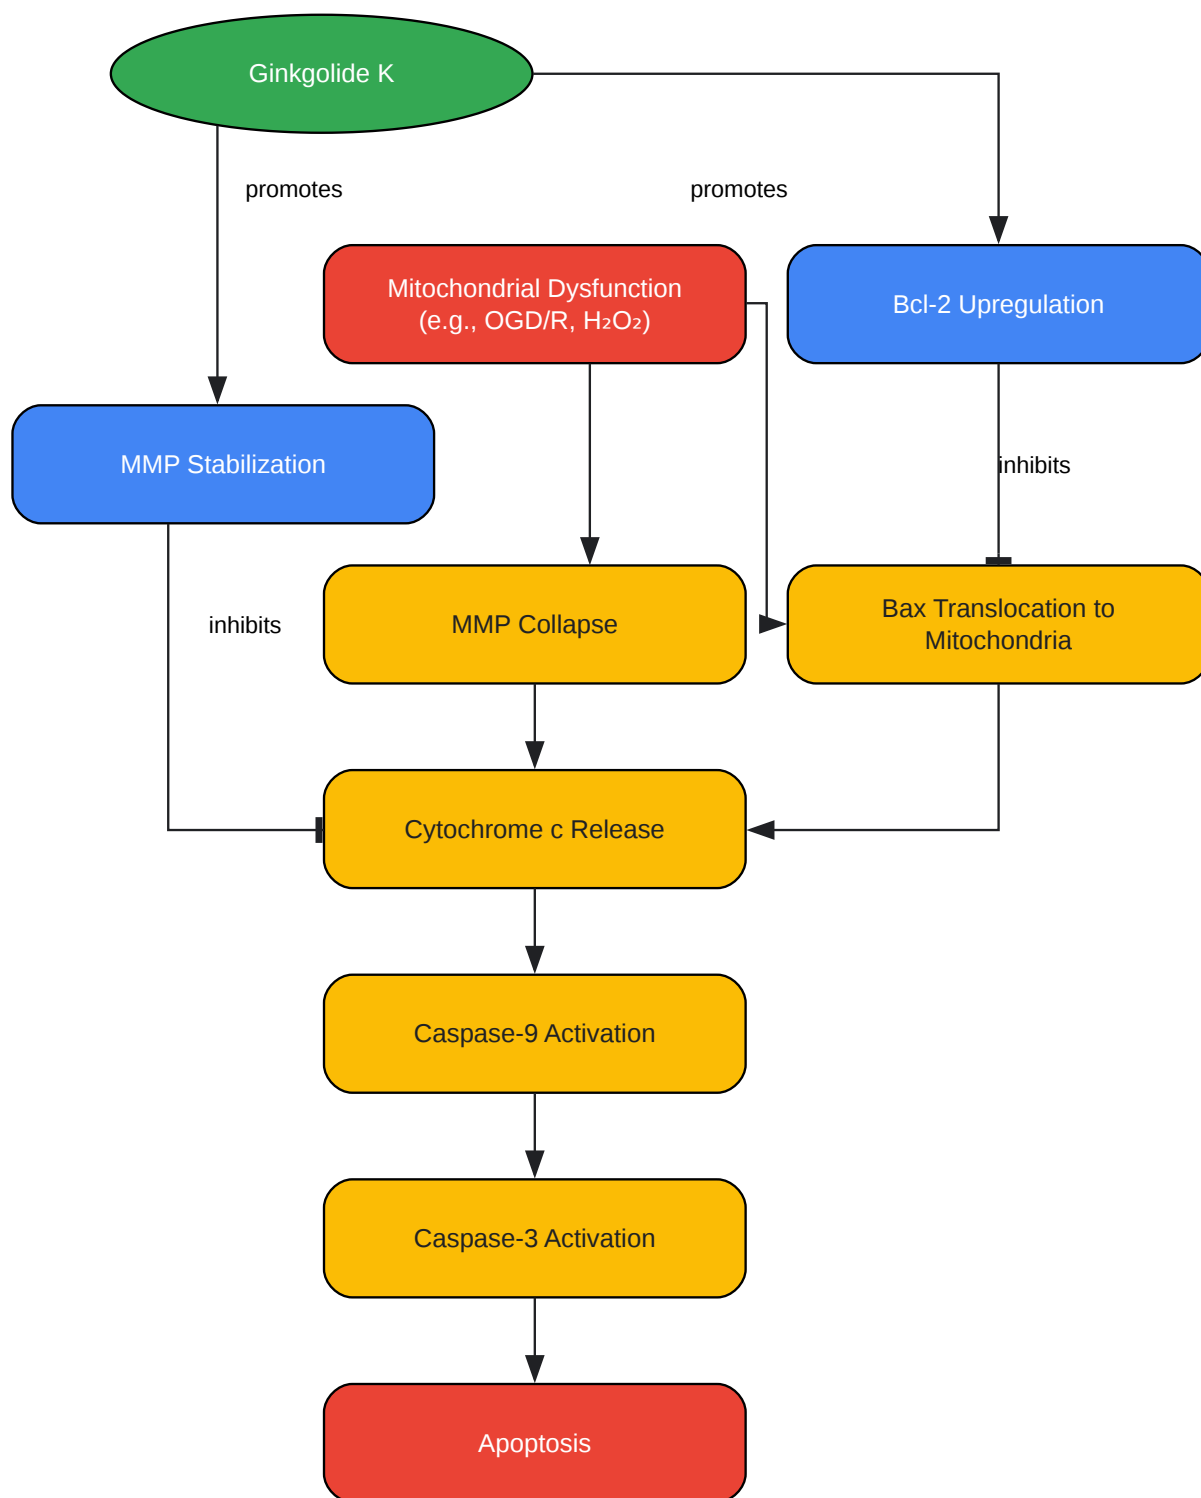 Ginkgolide K
promotes
promotes
Mitochondrial Dysfunction
(e.g., OGD/R, H₂O₂)
Bcl-2 Upregulation
MMP Stabilization
inhibits
MMP Collapse
Bax Translocation to
Mitochondria
inhibits
Cytochrome c Release
Caspase-9 Activation
Caspase-3 Activation
Apoptosis